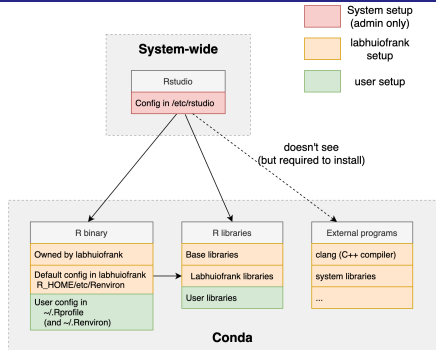 System setup
(admin only)
labhuiofrank
setup
user setup
System-wide
Rstudio
Config in /etc/rstudio
doesn't see
(but required to install)
R binary
Owned by labhuiofrank
Default config in labhuiofrank
R_HOME/etc/Renviron
User config in
~/.Rprofile
(and ~/.Renviron)
R libraries
Base libraries
Labhuiofrank libraries
User libraries
External programs
clang (C++ compiler)
system libraries
...
Conda